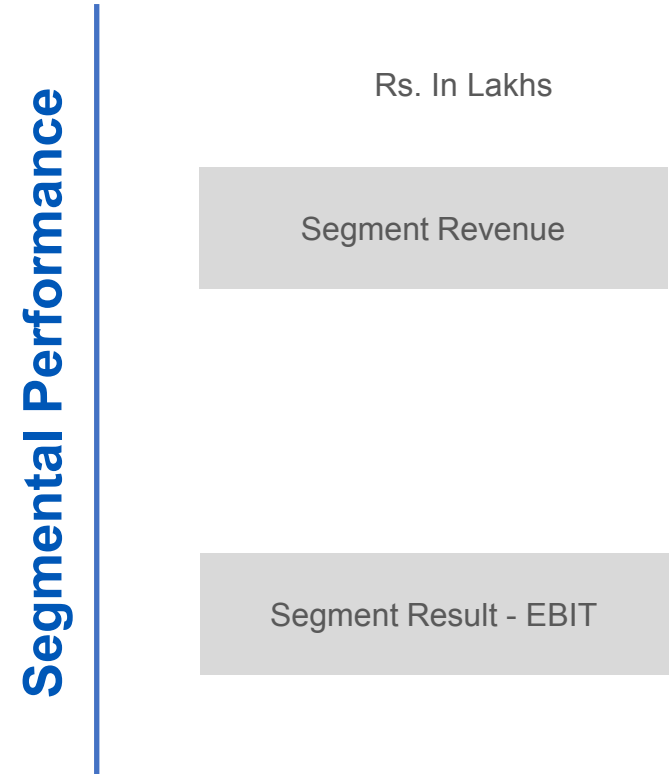 Segmental Performance
Rs. In Lakhs
Segment Revenue
Segment Result - EBIT